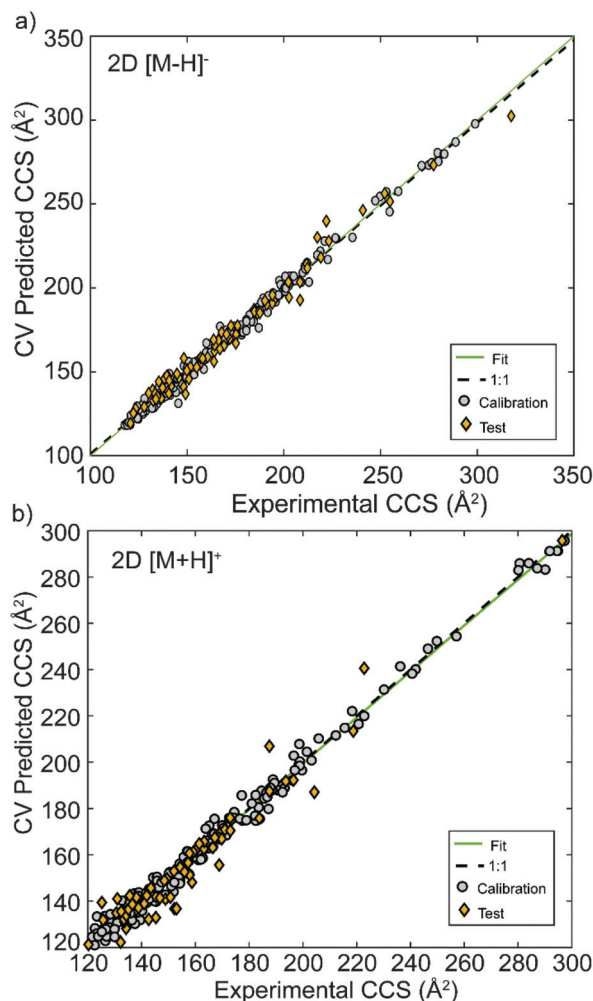 a)
350
300
250
200
150
100
CV Predicted CCS (Å²)
2D [M-H]⁻
Fit
1:1
Calibration
Test
100 150 200 250 300 350
Experimental CCS (Å²)
b)
300
280
260
240
220
200
180
160
140
120
CV Predicted CCS (Å²)
2D [M+H]⁺
Fit
1:1
Calibration
Test
120 140 160 180 200 220 240 260 280 300
Experimental CCS (Å²)